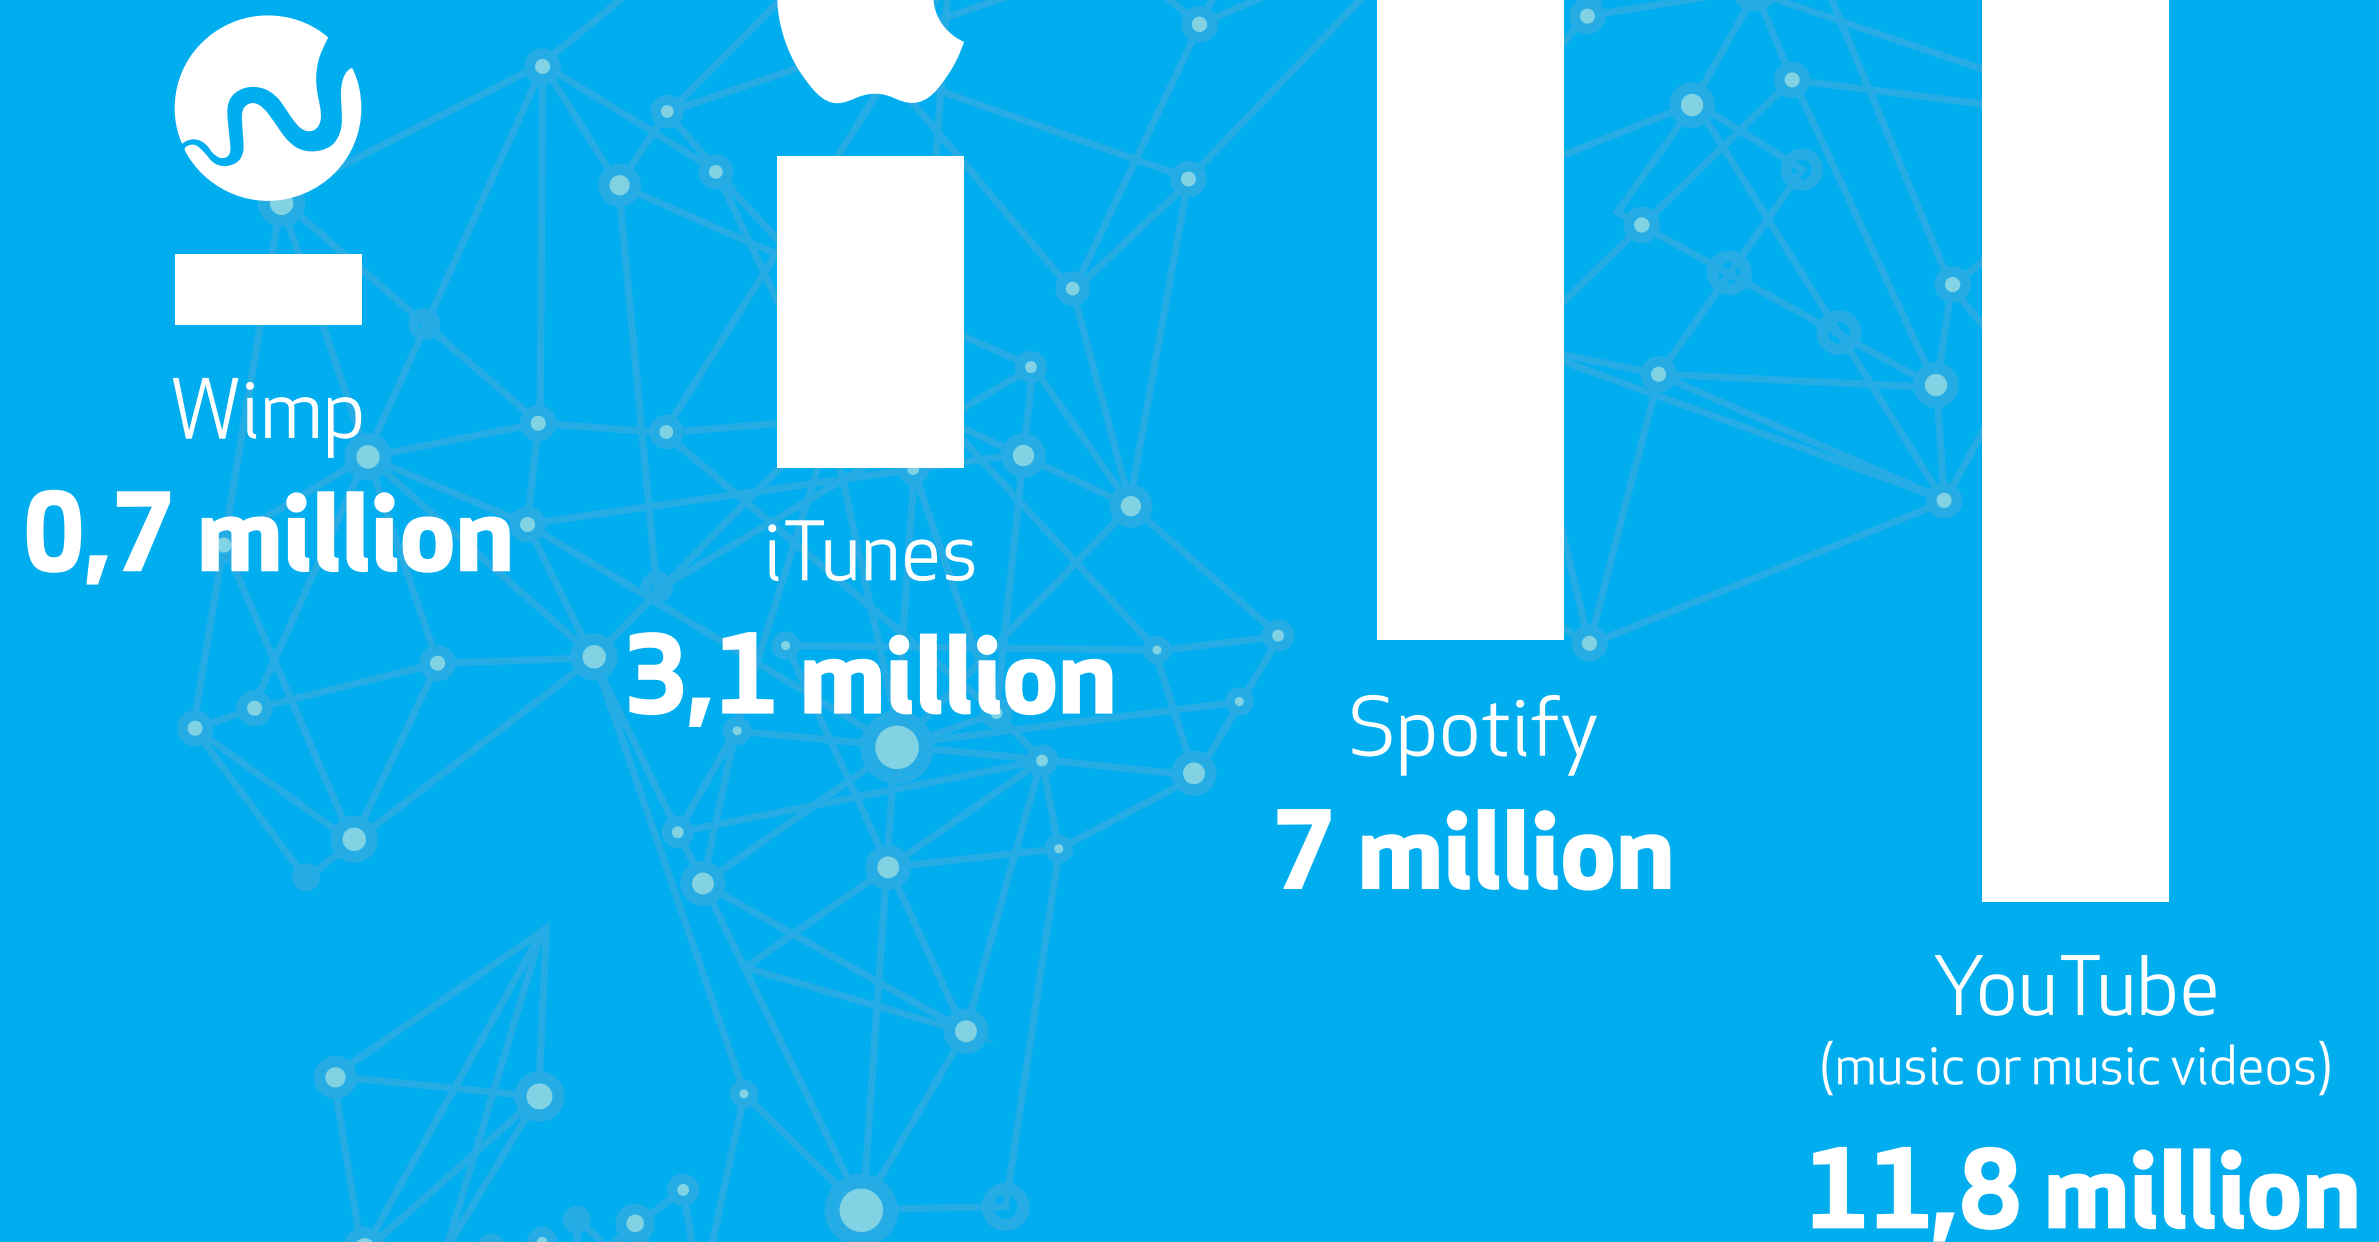 Wimp
0,7 million
iTunes
3,1 million
Spotify
7 million
YouTube
(music or music videos)
11,8 million